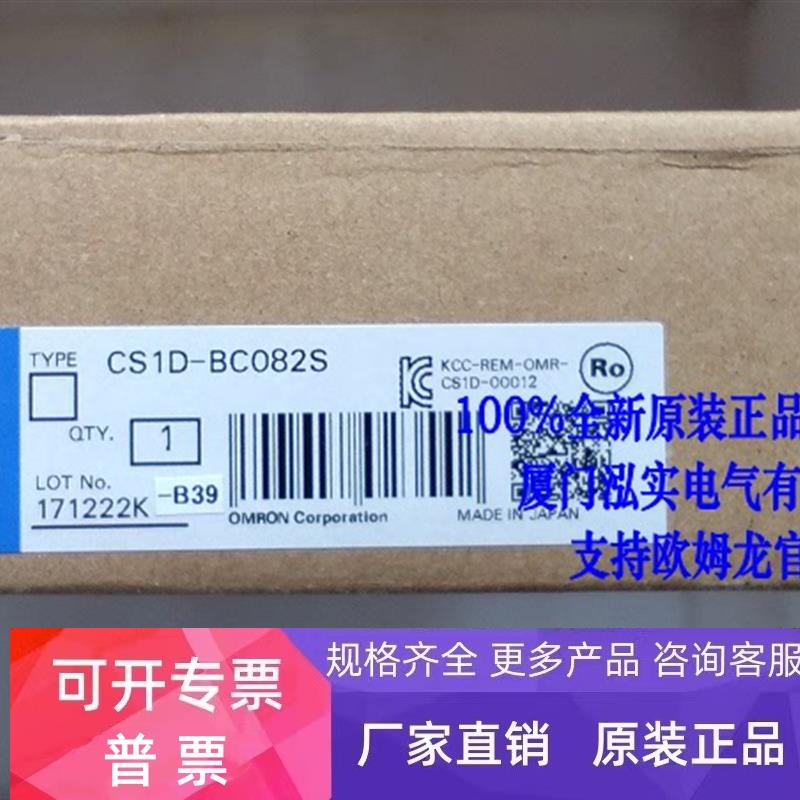 TYPE CS1D-BC082S
KCC-REM-OMR-
CS1D-00012
Ro
QTY. 1
LOT No.
171222K -B39
OMRON Corporation
MADE IN JAPAN
100%全新原装正品
厦门泓实电气有
支持欧姆龙官
可开专票
普票
规格齐全 更多产品 咨询客服
厂家直销 原装正品